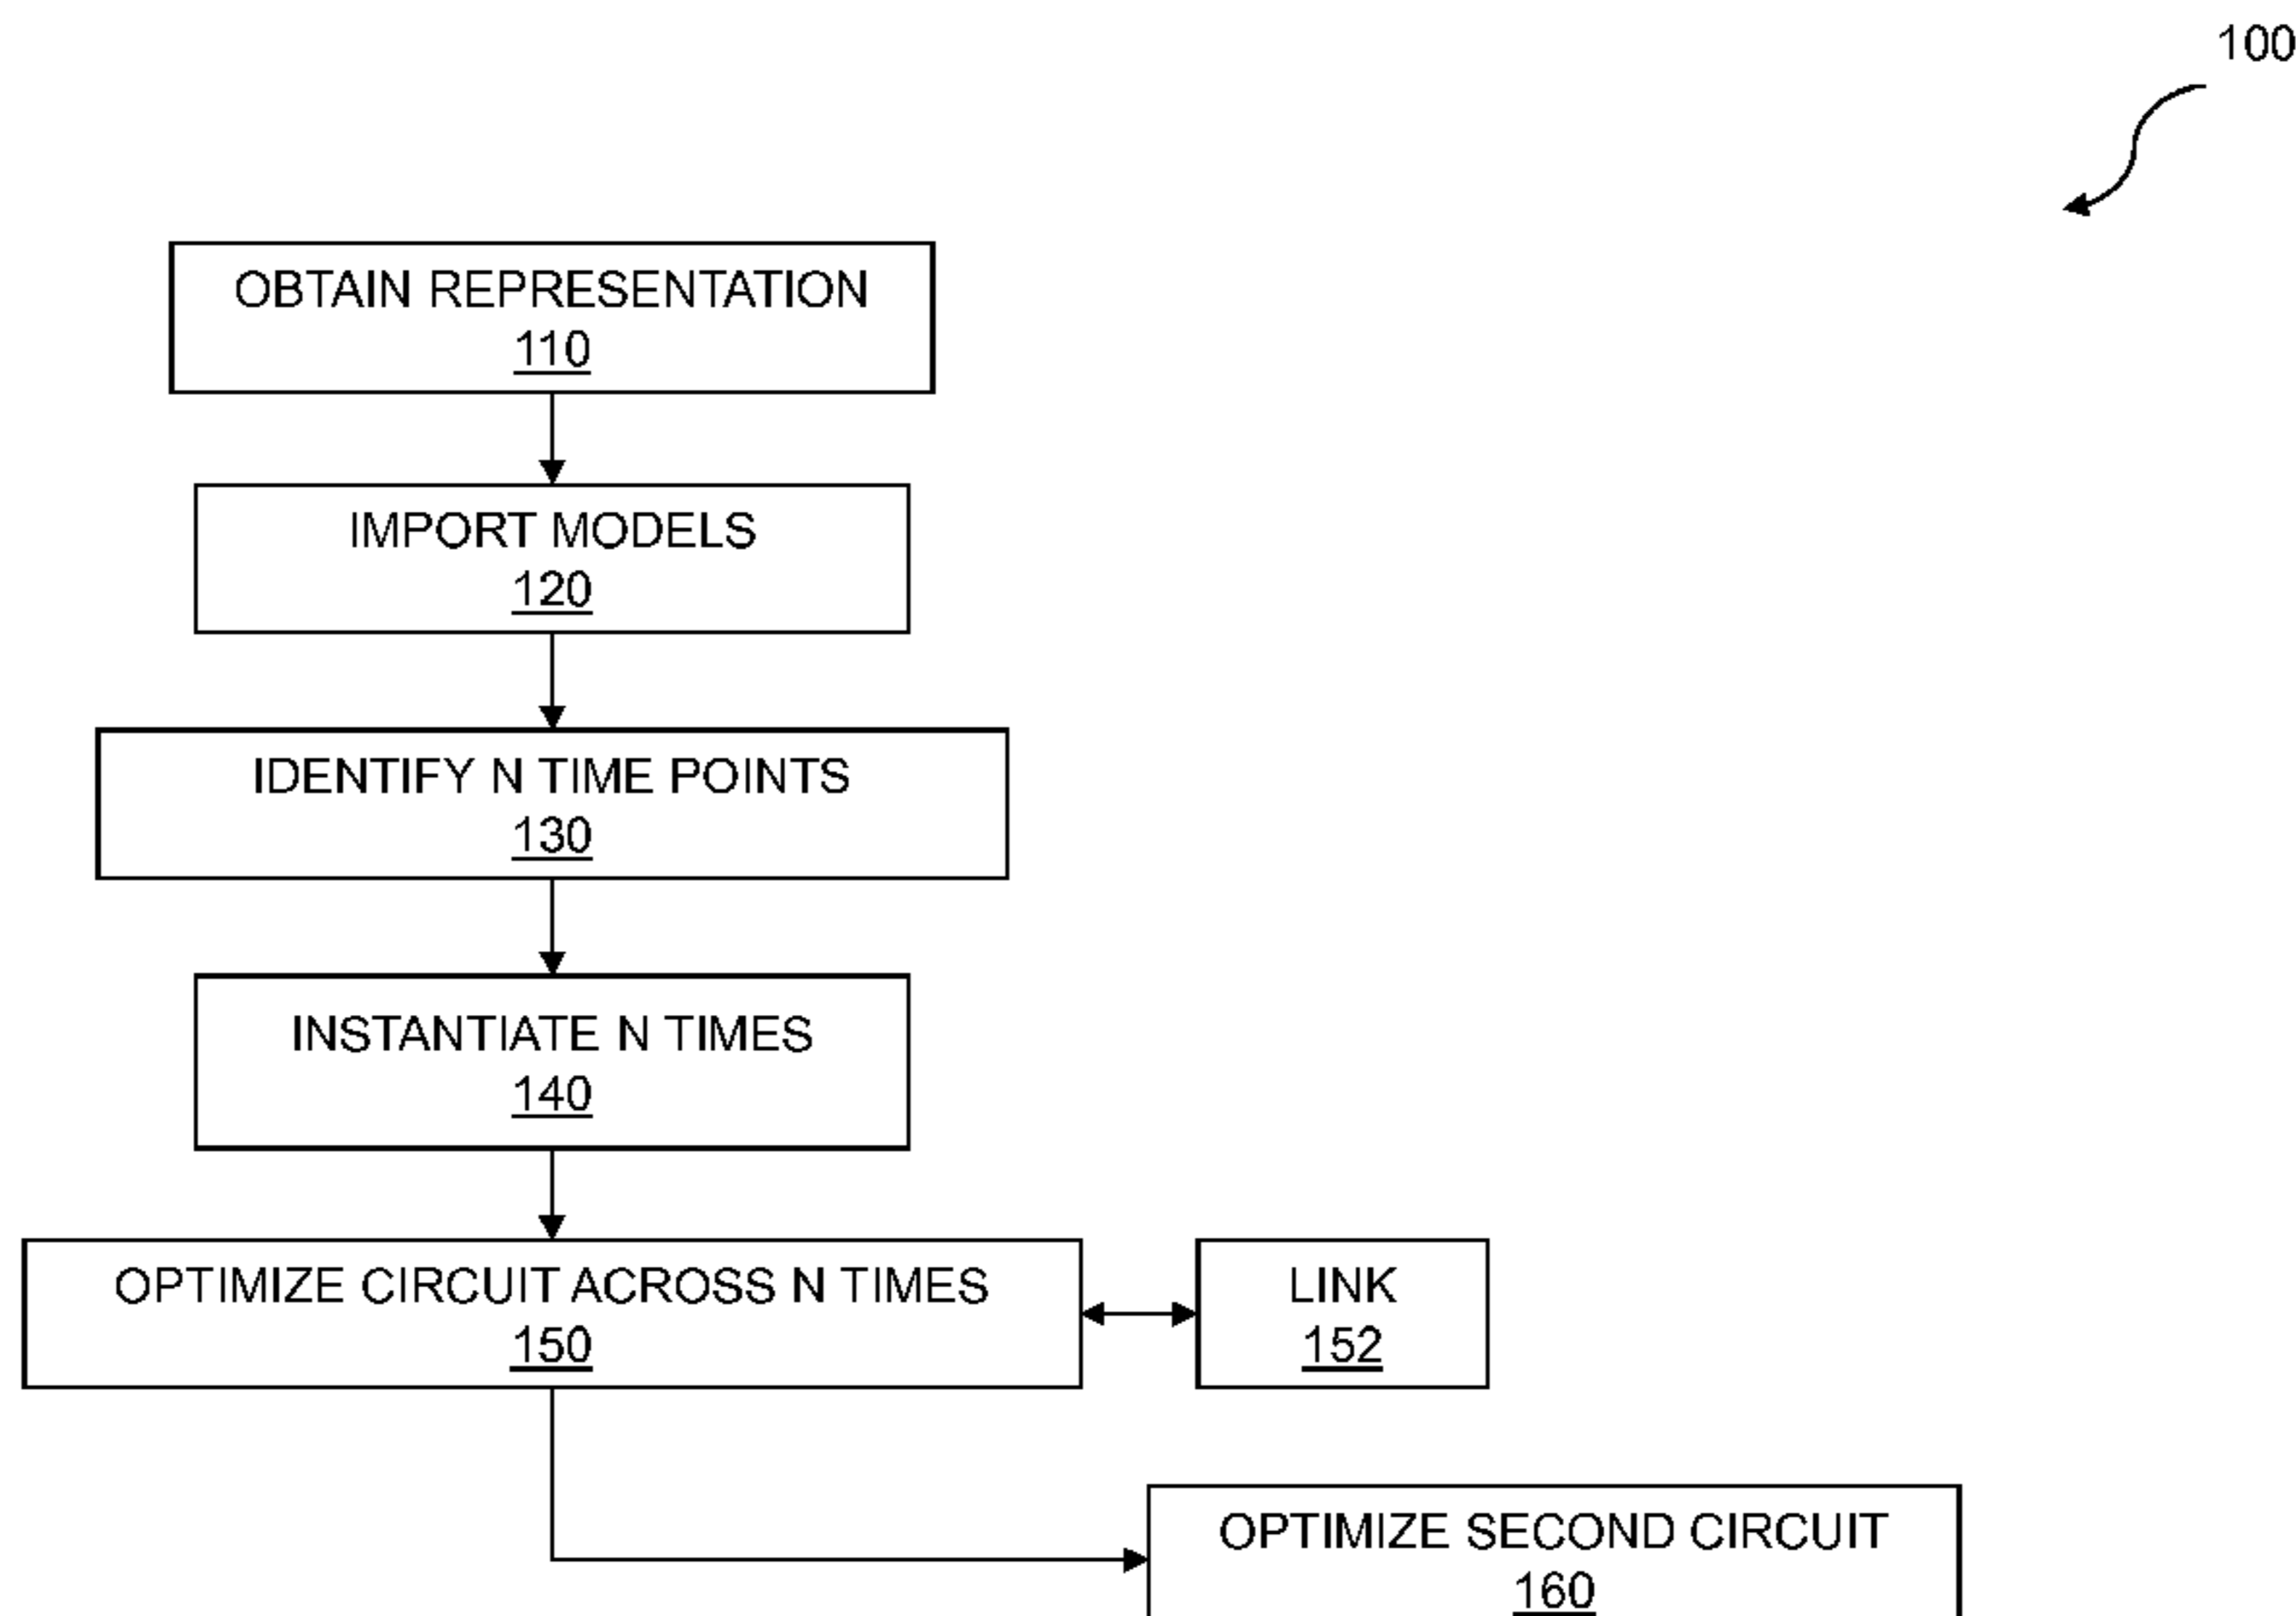 100
OBTAIN REPRESENTATION
110
IMPORT MODELS
120
IDENTIFY N TIME POINTS
130
INSTANTIATE N TIMES
140
OPTIMIZE CIRCUIT ACROSS N TIMES
150
LINK
152
OPTIMIZE SECOND CIRCUIT
160